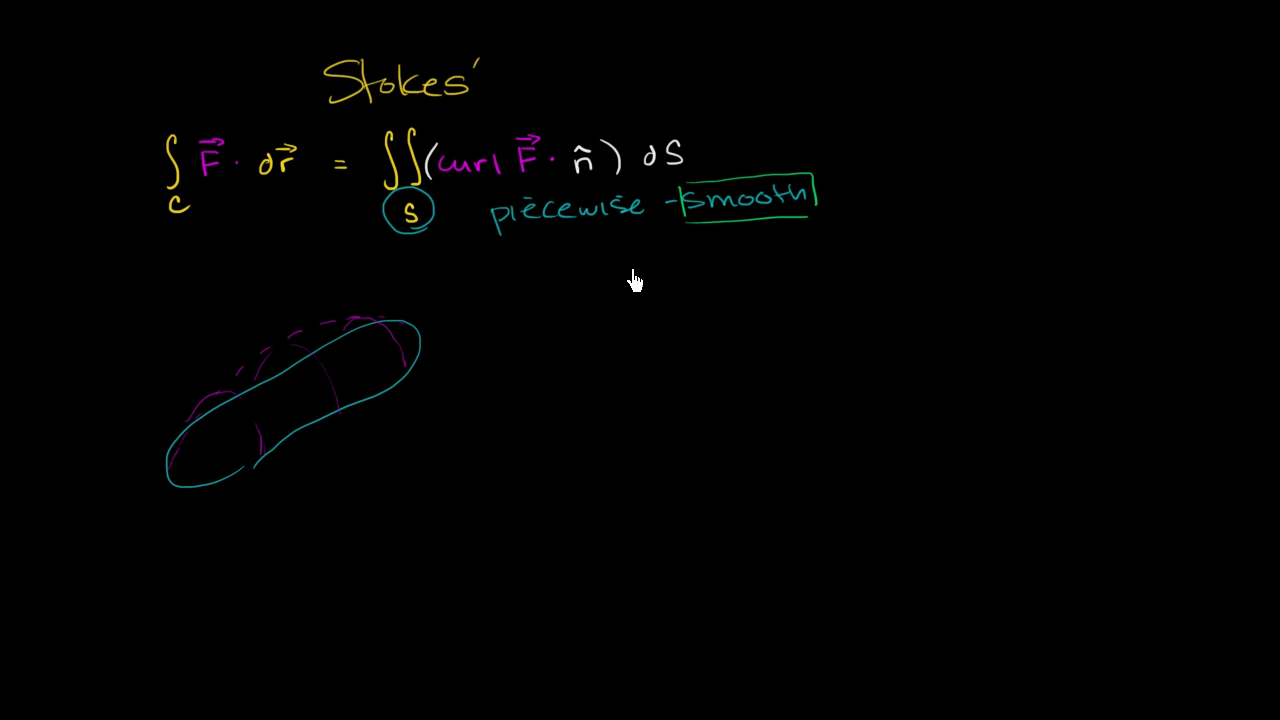 Stokes'
∫_C F⃗ · dr⃗ = ∬_S (curl F⃗ · n̂) dS
piecewise - smooth